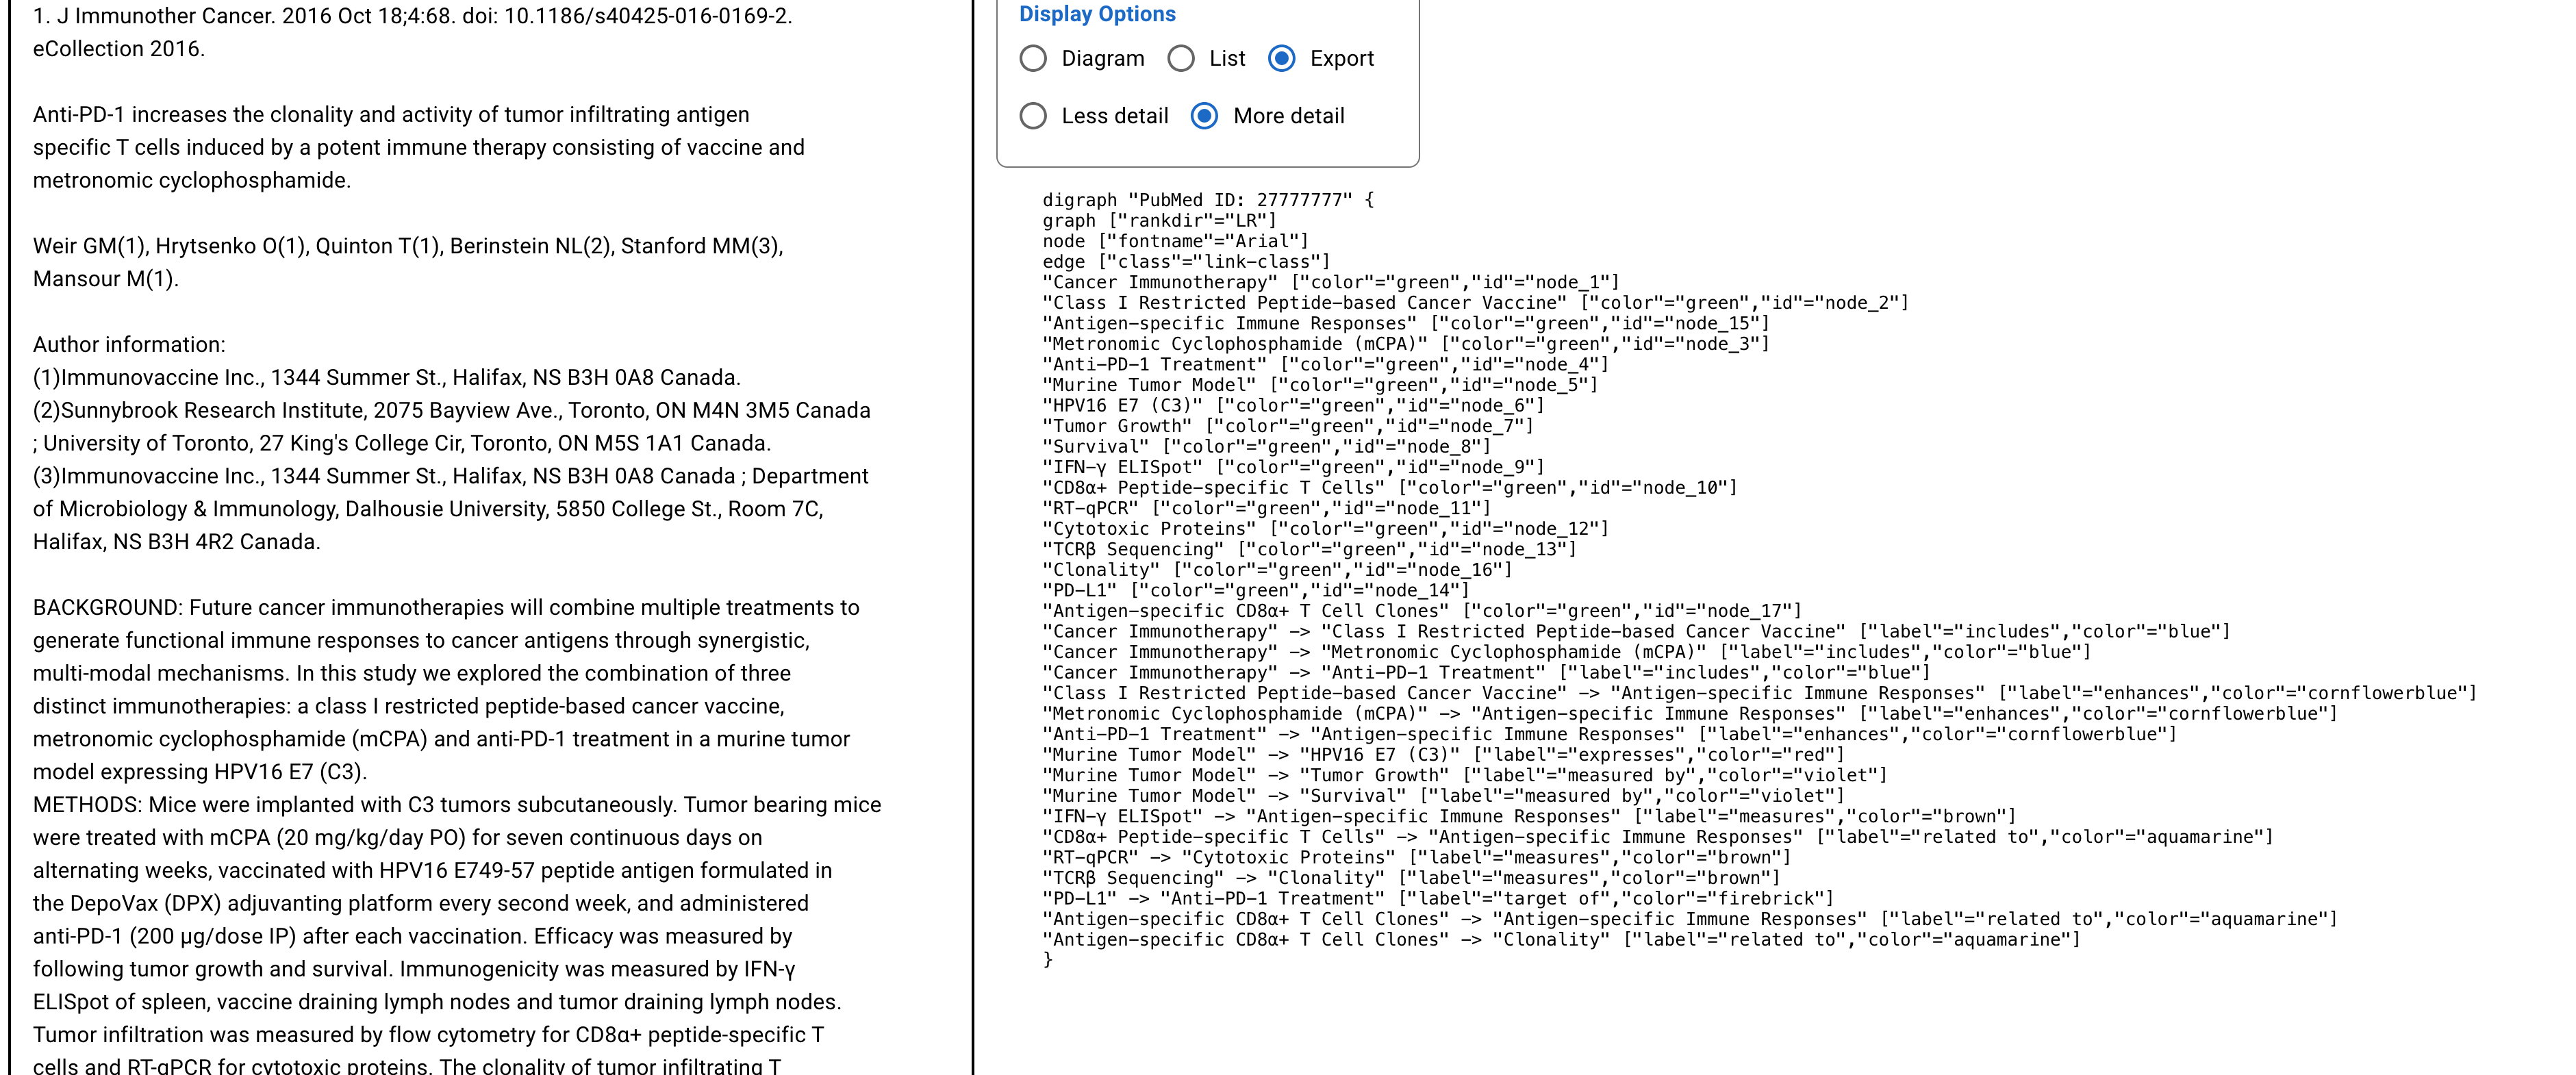 1. J Immunother Cancer. 2016 Oct 18;4:68. doi: 10.1186/s40425-016-0169-2.
eCollection 2016.
Anti-PD-1 increases the clonality and activity of tumor infiltrating antigen
specific T cells induced by a potent immune therapy consisting of vaccine and
metronomic cyclophosphamide.
Weir GM(1), Hrytsenko O(1), Quinton T(1), Berinstein NL(2), Stanford MM(3),
Mansour M(1).
Author information:
(1)Immunovaccine Inc., 1344 Summer St., Halifax, NS B3H 0A8 Canada.
(2)Sunnybrook Research Institute, 2075 Bayview Ave., Toronto, ON M4N 3M5 Canada
; University of Toronto, 27 King's College Cir, Toronto, ON M5S 1A1 Canada.
(3)Immunovaccine Inc., 1344 Summer St., Halifax, NS B3H 0A8 Canada ; Department
of Microbiology & Immunology, Dalhousie University, 5850 College St., Room 7C,
Halifax, NS B3H 4R2 Canada.
BACKGROUND: Future cancer immunotherapies will combine multiple treatments to
generate functional immune responses to cancer antigens through synergistic,
multi-modal mechanisms. In this study we explored the combination of three
distinct immunotherapies: a class I restricted peptide-based cancer vaccine,
metronomic cyclophosphamide (mCPA) and anti-PD-1 treatment in a murine tumor
model expressing HPV16 E7 (C3).
METHODS: Mice were implanted with C3 tumors subcutaneously. Tumor bearing mice
were treated with mCPA (20 mg/kg/day PO) for seven continuous days on
alternating weeks, vaccinated with HPV16 E749-57 peptide antigen formulated in
the DepoVax (DPX) adjuvanting platform every second week, and administered
anti-PD-1 (200 μg/dose IP) after each vaccination. Efficacy was measured by
following tumor growth and survival. Immunogenicity was measured by IFN-γ
ELISpot of spleen, vaccine draining lymph nodes and tumor draining lymph nodes.
Tumor infiltration was measured by flow cytometry for CD8α+ peptide-specific T
cells and RT-qPCR for cytotoxic proteins. The clonality of tumor infiltrating T
Display Options
Diagram List Export
Less detail More detail
digraph "PubMed ID: 27777777" {
graph ["rankdir"="LR"]
node ["fontname"="Arial"]
edge ["class"="link-class"]
"Cancer Immunotherapy" ["color"="green","id"="node_1"]
"Class I Restricted Peptide-based Cancer Vaccine" ["color"="green","id"="node_2"]
"Antigen-specific Immune Responses" ["color"="green","id"="node_15"]
"Metronomic Cyclophosphamide (mCPA)" ["color"="green","id"="node_3"]
"Anti-PD-1 Treatment" ["color"="green","id"="node_4"]
"Murine Tumor Model" ["color"="green","id"="node_5"]
"HPV16 E7 (C3)" ["color"="green","id"="node_6"]
"Tumor Growth" ["color"="green","id"="node_7"]
"Survival" ["color"="green","id"="node_8"]
"IFN-γ ELISpot" ["color"="green","id"="node_9"]
"CD8α+ Peptide-specific T Cells" ["color"="green","id"="node_10"]
"RT-qPCR" ["color"="green","id"="node_11"]
"Cytotoxic Proteins" ["color"="green","id"="node_12"]
"TCRβ Sequencing" ["color"="green","id"="node_13"]
"Clonality" ["color"="green","id"="node_16"]
"PD-L1" ["color"="green","id"="node_14"]
"Antigen-specific CD8α+ T Cell Clones" ["color"="green","id"="node_17"]
"Cancer Immunotherapy" -> "Class I Restricted Peptide-based Cancer Vaccine" ["label"="includes","color"="blue"]
"Cancer Immunotherapy" -> "Metronomic Cyclophosphamide (mCPA)" ["label"="includes","color"="blue"]
"Cancer Immunotherapy" -> "Anti-PD-1 Treatment" ["label"="includes","color"="blue"]
"Class I Restricted Peptide-based Cancer Vaccine" -> "Antigen-specific Immune Responses" ["label"="enhances","color"="cornflowerblue"]
"Metronomic Cyclophosphamide (mCPA)" -> "Antigen-specific Immune Responses" ["label"="enhances","color"="cornflowerblue"]
"Anti-PD-1 Treatment" -> "Antigen-specific Immune Responses" ["label"="enhances","color"="cornflowerblue"]
"Murine Tumor Model" -> "HPV16 E7 (C3)" ["label"="expresses","color"="red"]
"Murine Tumor Model" -> "Tumor Growth" ["label"="measured by","color"="violet"]
"Murine Tumor Model" -> "Survival" ["label"="measured by","color"="violet"]
"IFN-γ ELISpot" -> "Antigen-specific Immune Responses" ["label"="measures","color"="brown"]
"CD8α+ Peptide-specific T Cells" -> "Antigen-specific Immune Responses" ["label"="related to","color"="aquamarine"]
"RT-qPCR" -> "Cytotoxic Proteins" ["label"="measures","color"="brown"]
"TCRβ Sequencing" -> "Clonality" ["label"="measures","color"="brown"]
"PD-L1" -> "Anti-PD-1 Treatment" ["label"="target of","color"="firebrick"]
"Antigen-specific CD8α+ T Cell Clones" -> "Antigen-specific Immune Responses" ["label"="related to","color"="aquamarine"]
"Antigen-specific CD8α+ T Cell Clones" -> "Clonality" ["label"="related to","color"="aquamarine"]
}